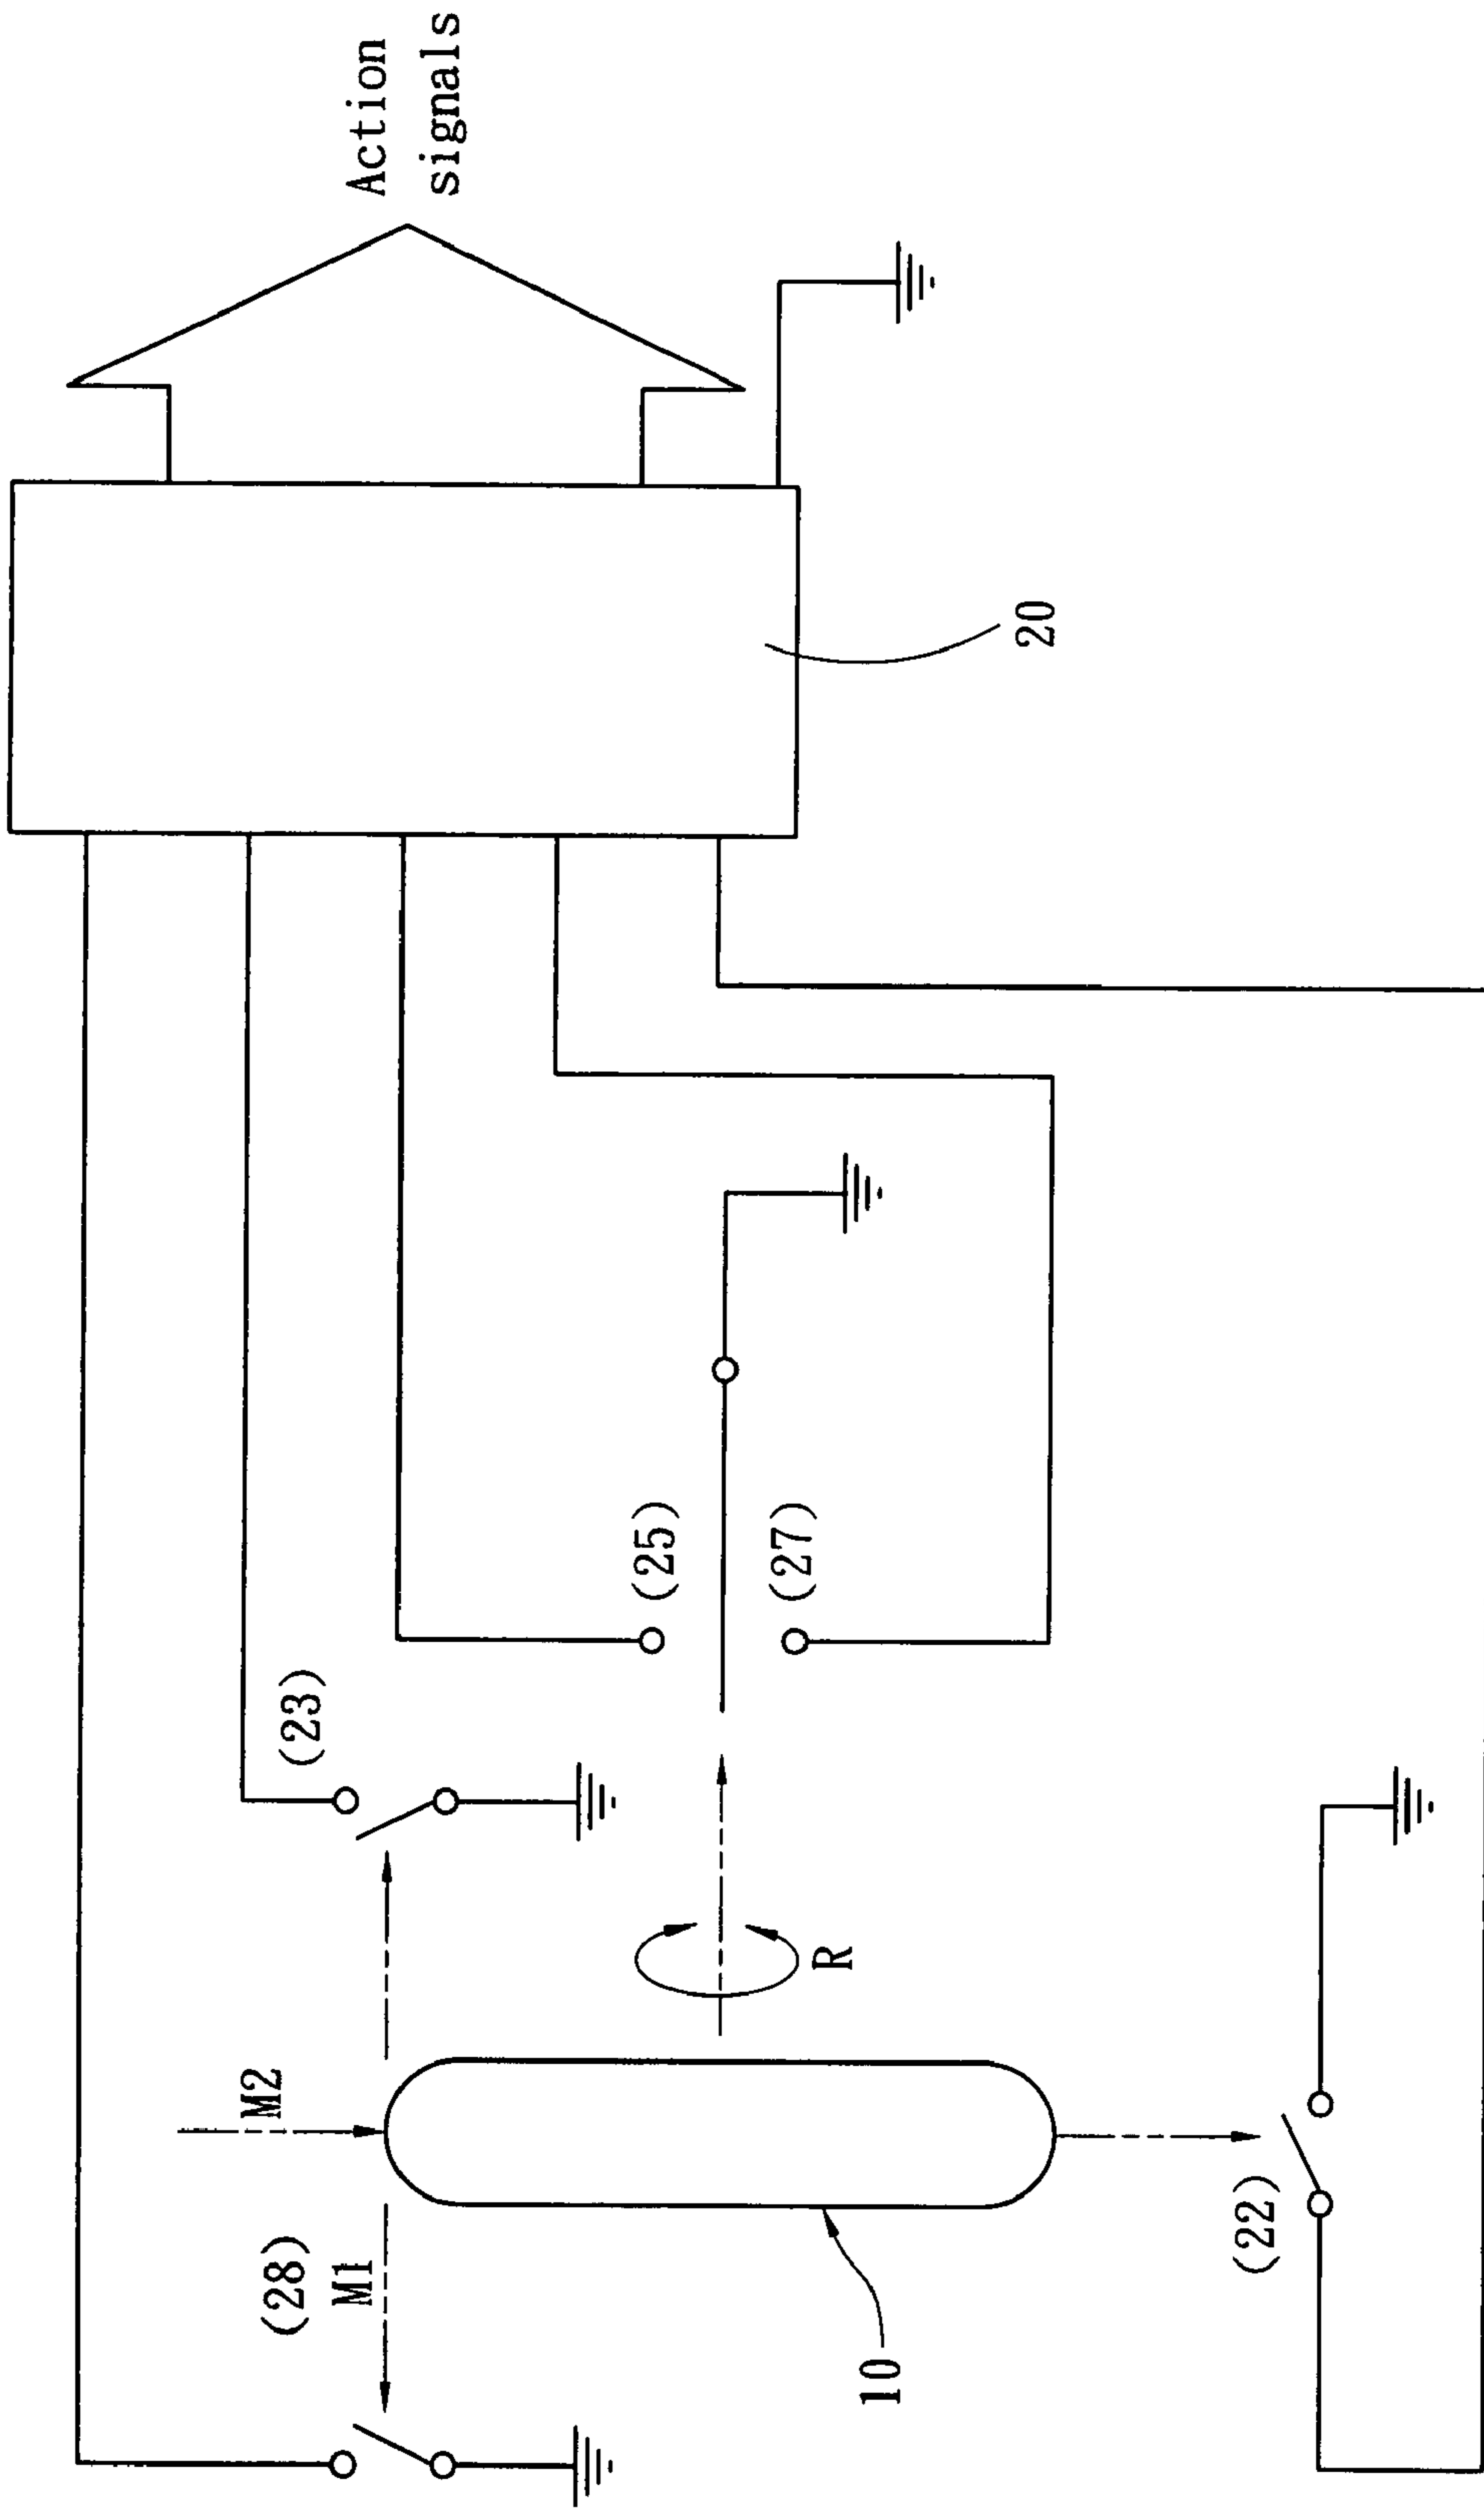 Action
signals
20
(25)
(27)
(23)
R
M2
(28)
M1
(22)
10